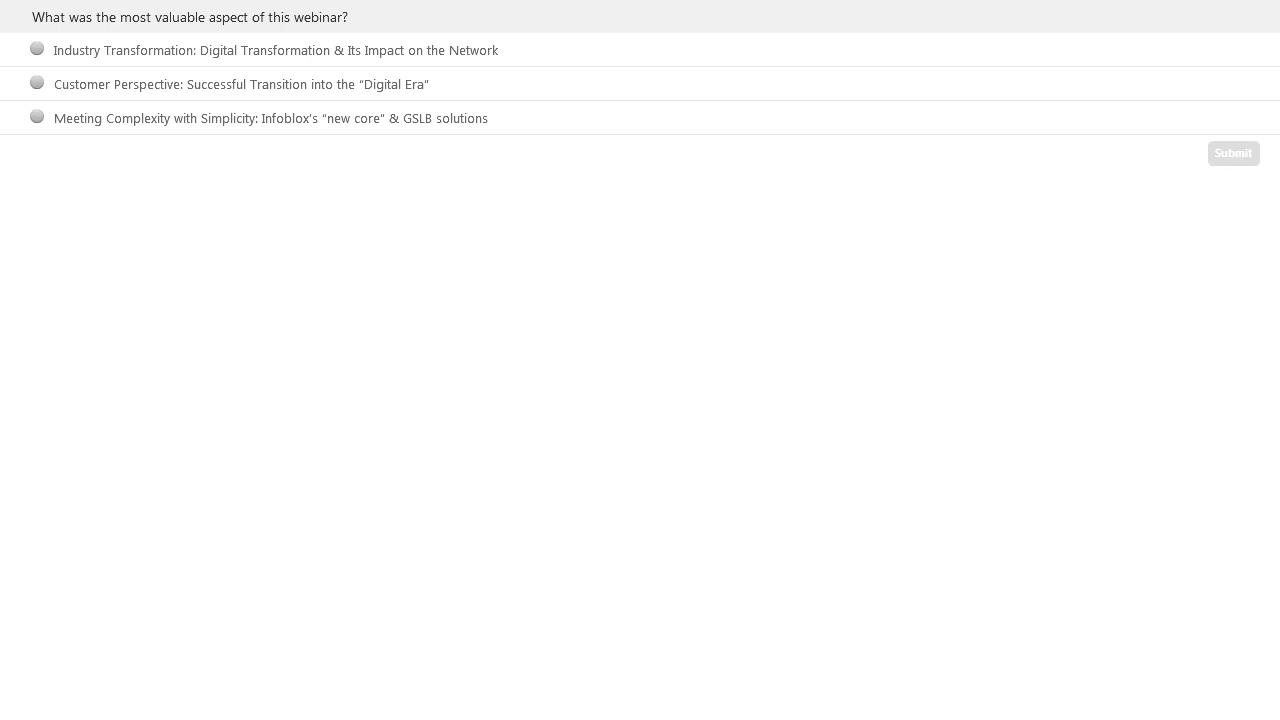 What was the most valuable aspect of this webinar?
Industry Transformation: Digital Transformation & Its Impact on the Network
Customer Perspective: Successful Transition into the “Digital Era”
Meeting Complexity with Simplicity: Infoblox's “new core” & GSLB solutions
Submit